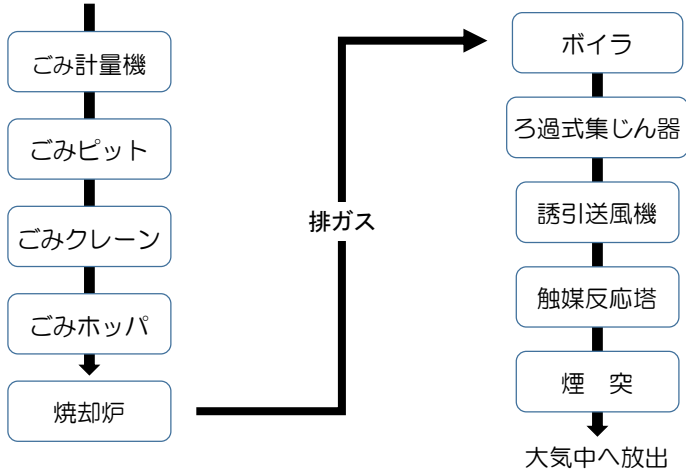 ごみ計量機
ごみピット
ごみクレーン
ごみホッパ
焼却炉
排ガス
ボイラ
ろ過式集じん器
誘引送風機
触媒反応塔
煙　突
大気中へ放出